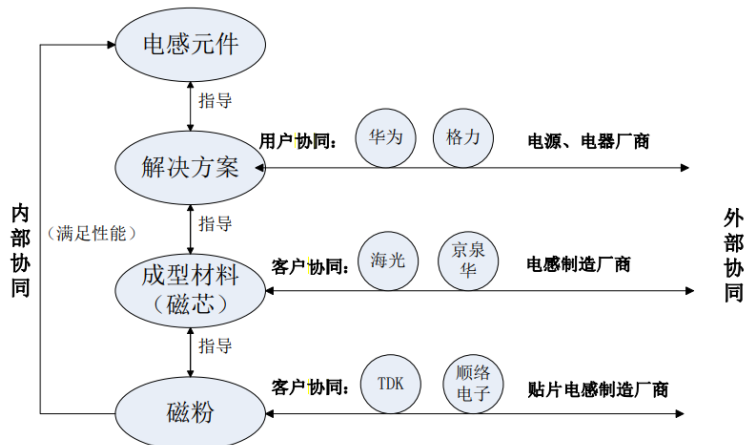 电感元件
指导
用户协同：
华为
格力
电源、电器厂商
解决方案
内部协同
（满足性能）
指导
外部协同
成型材料
（磁芯）
客户协同：
海光
京泉
华
电感制造厂商
指导
客户协同：
TDK
顺络
电子
贴片电感制造厂商
磁粉